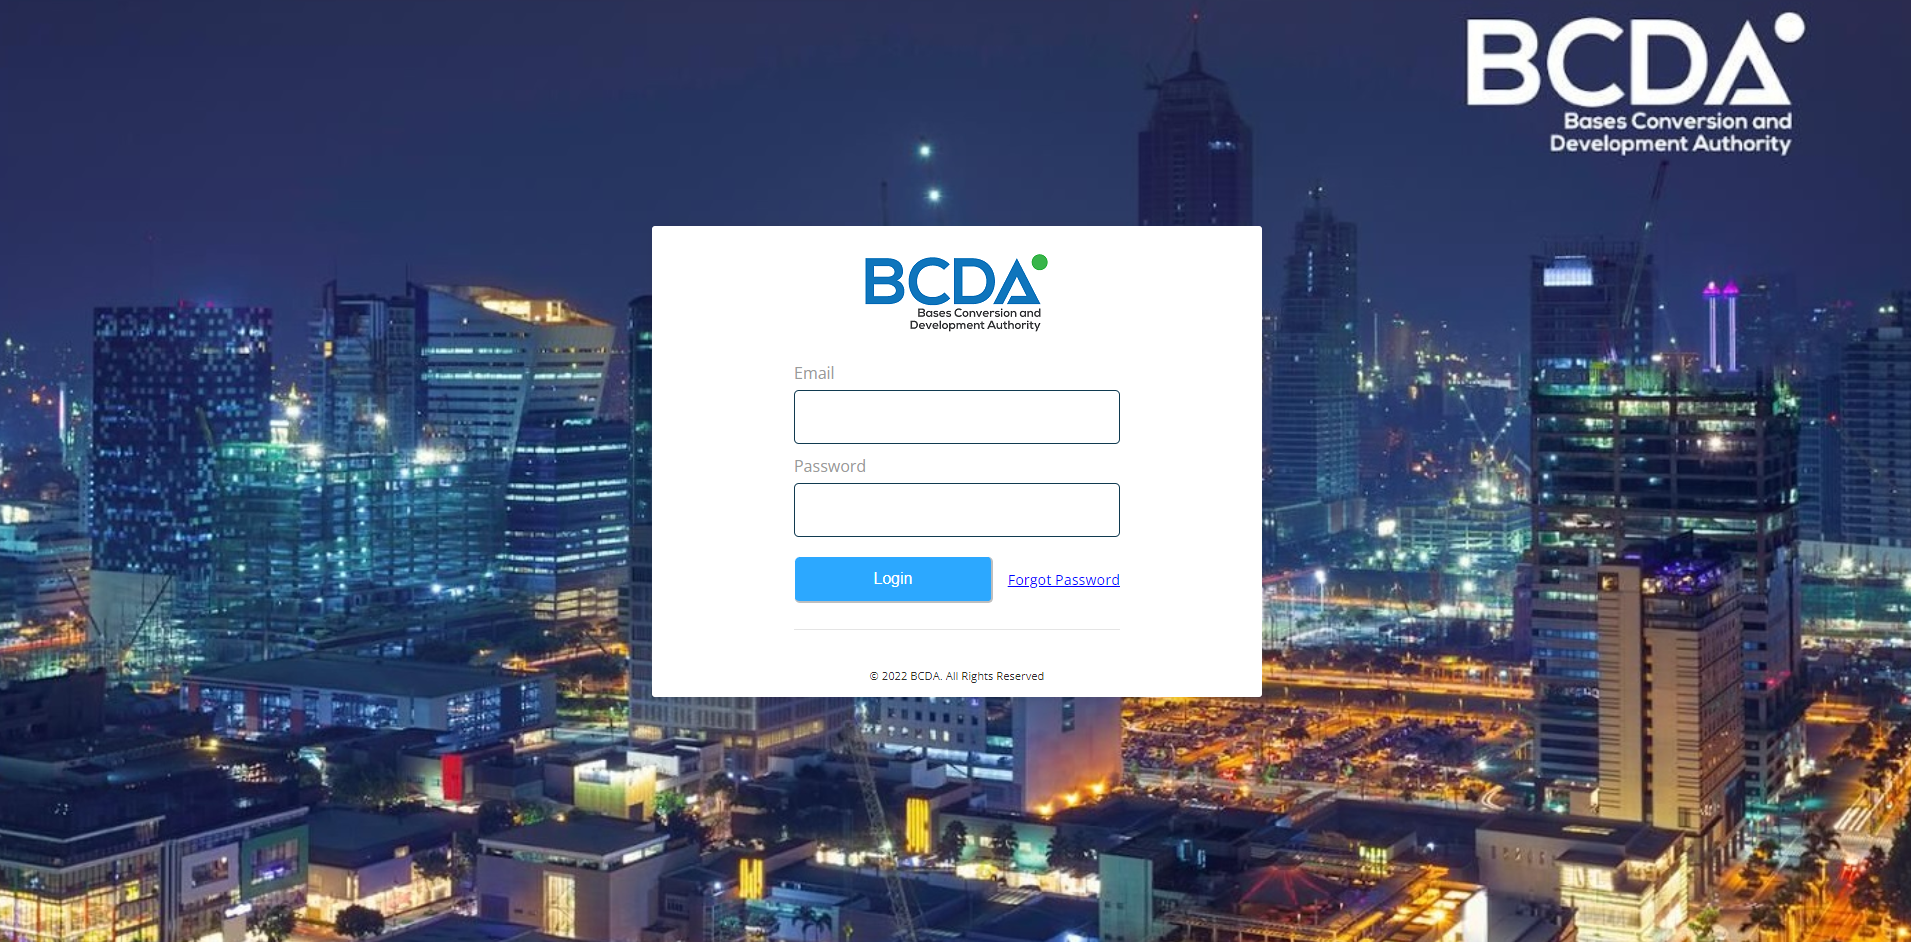 BCDA
Bases Conversion and
Development Authority
BCDA
Bases Conversion and
Development Authority
Email
Password
Login
Forgot Password
© 2022 BCDA. All Rights Reserved